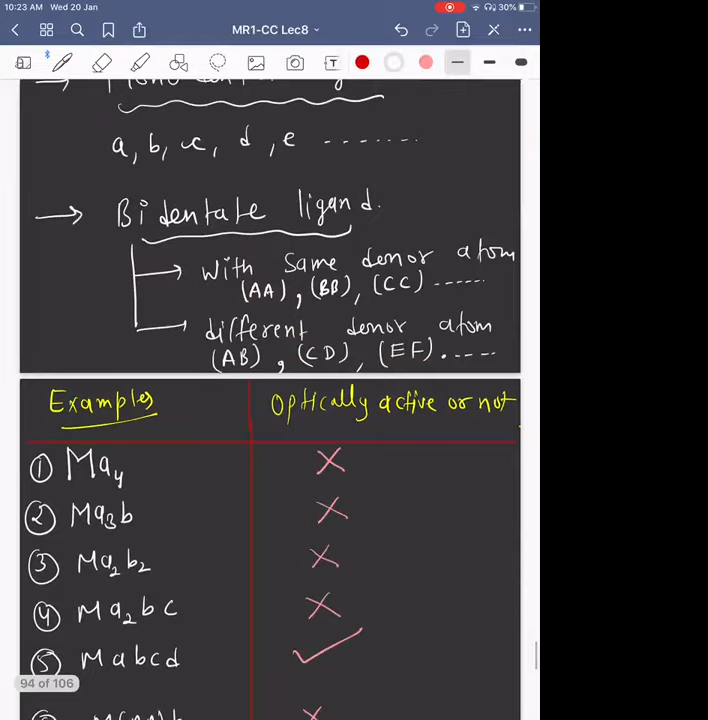 10:23 AM Wed 20 Jan 30%
MR1-CC Lec8
T
a, b, c, d, e --------
→ Bidentate ligand.
→ with same donor atom
(AA), (BB), (CC) ------
→ different donor atom
(AB), (CD), (EF). -----
Examples Optically active or not
① Ma₄ ×
② Ma₃b ×
③ Ma₂b₂ ×
④ Ma₂bc ×
⑤ Mabcd ✓
94 of 106